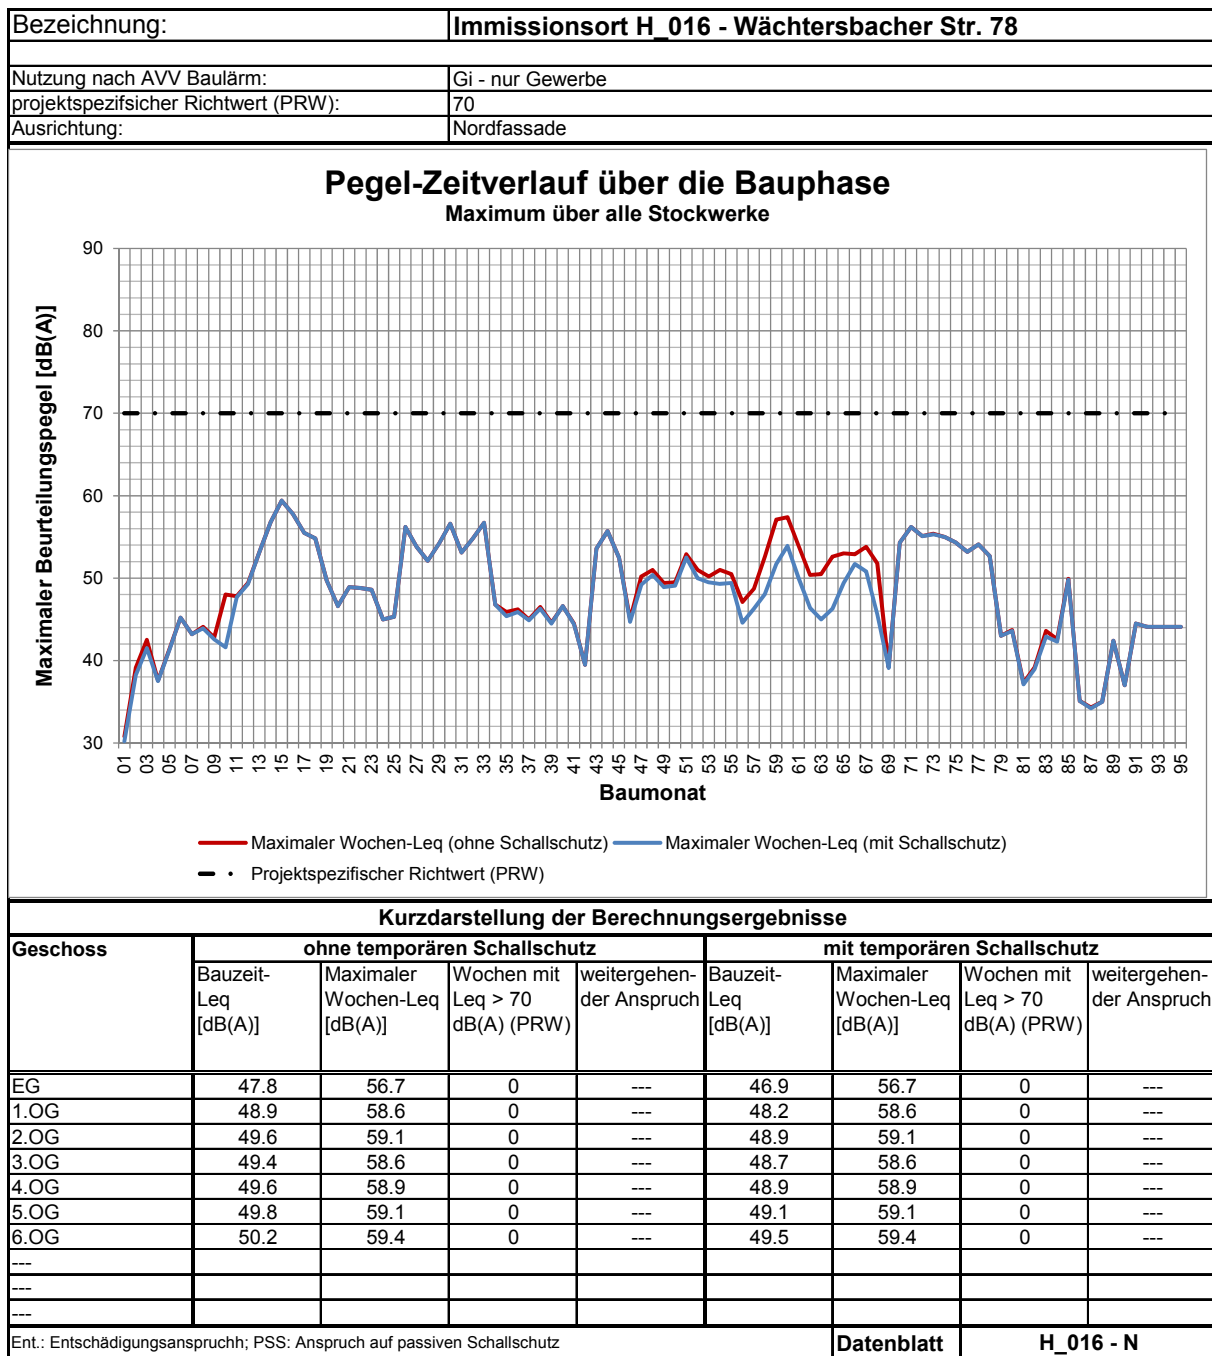 Bezeichnung: Immissionsort H_016 - Wächtersbacher Str. 78
Nutzung nach AVV Baulärm: Gi - nur Gewerbe
projektspezifsicher Richtwert (PRW): 70
Ausrichtung: Nordfassade
Pegel-Zeitverlauf über die Bauphase
Maximum über alle Stockwerke
Maximaler Beurteilungspegel [dB(A)]
90
80
70
60
50
40
30
01 03 05 07 09 11 13 15 17 19 21 23 25 27 29 31 33 35 37 39 41 43 45 47 49 51 53 55 57 59 61 63 65 67 69 71 73 75 77 79 81 83 85 87 89 91 93 95
Baumonat
Maximaler Wochen-Leq (ohne Schallschutz) Maximaler Wochen-Leq (mit Schallschutz)
Projektspezifischer Richtwert (PRW)
Kurzdarstellung der Berechnungsergebnisse
Geschoss ohne temporären Schallschutz mit temporären Schallschutz
Bauzeit- Maximaler Wochen mit weitergehen- Bauzeit- Maximaler Wochen mit weitergehen-
Leq Wochen-Leq Leq > 70 der Anspruch Leq Wochen-Leq Leq > 70 der Anspruch
[dB(A)] [dB(A)] dB(A) (PRW) [dB(A)] [dB(A)] dB(A) (PRW)
EG 47.8 56.7 0 --- 46.9 56.7 0 ---
1.OG 48.9 58.6 0 --- 48.2 58.6 0 ---
2.OG 49.6 59.1 0 --- 48.9 59.1 0 ---
3.OG 49.4 58.6 0 --- 48.7 58.6 0 ---
4.OG 49.6 58.9 0 --- 48.9 58.9 0 ---
5.OG 49.8 59.1 0 --- 49.1 59.1 0 ---
6.OG 50.2 59.4 0 --- 49.5 59.4 0 ---
---
---
---
Ent.: Entschädigungsanspruchh; PSS: Anspruch auf passiven Schallschutz Datenblatt H_016 - N